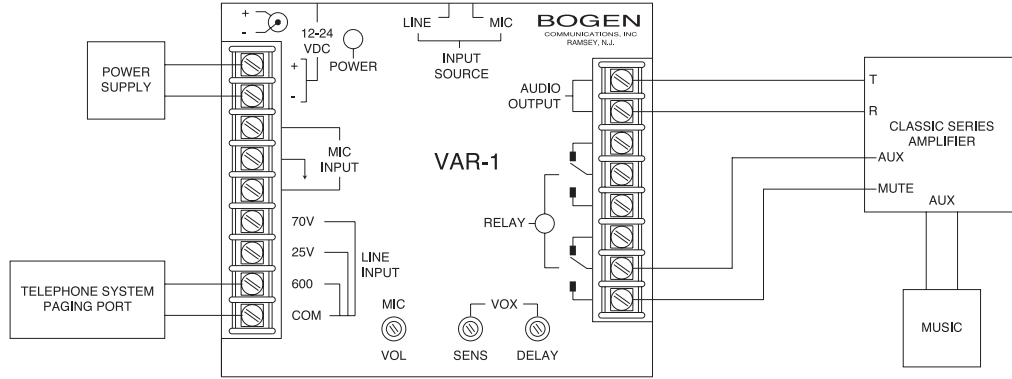 +
-
12-24
VDC
POWER
+
-
LINE
MIC
INPUT
SOURCE
BOGEN
COMMUNICATIONS, INC
RAMSEY, N.J.
POWER
SUPPLY
AUDIO
OUTPUT
T
R
CLASSIC SERIES
AMPLIFIER
AUX
MUTE
AUX
MIC
INPUT
VAR-1
RELAY
70V
25V
600
COM
LINE
INPUT
TELEPHONE SYSTEM
PAGING PORT
MIC
VOL
VOX
SENS
DELAY
MUSIC